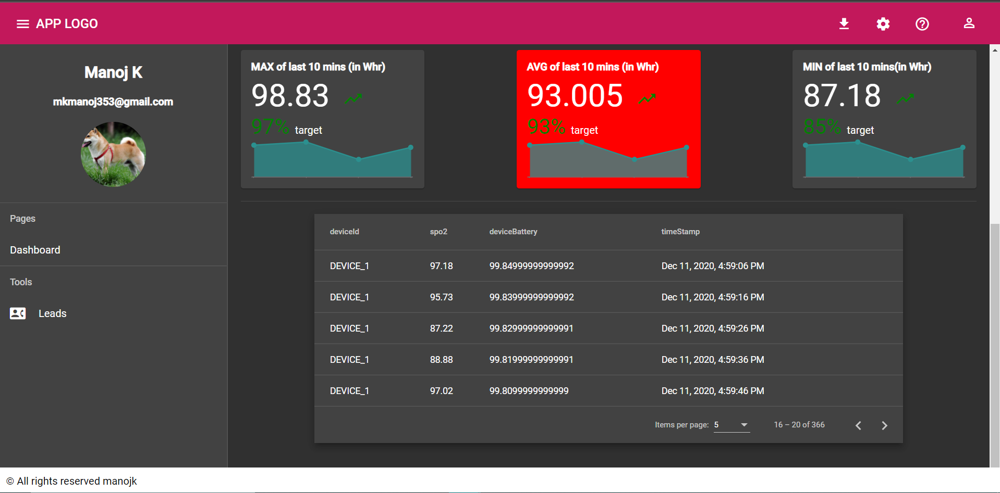 APP LOGO
Manoj K
mkmanoj353@gmail.com
Pages
Dashboard
Tools
Leads
MAX of last 10 mins (in Whr)
98.83
97% target
AVG of last 10 mins (in Whr)
93.005
93% target
MIN of last 10 mins(in Whr)
87.18
85% target
deviceId spo2 deviceBattery timeStamp
DEVICE_1 97.18 99.84999999999992 Dec 11, 2020, 4:59:06 PM
DEVICE_1 95.73 99.83999999999992 Dec 11, 2020, 4:59:16 PM
DEVICE_1 87.22 99.82999999999991 Dec 11, 2020, 4:59:26 PM
DEVICE_1 88.88 99.81999999999991 Dec 11, 2020, 4:59:36 PM
DEVICE_1 97.02 99.8099999999999 Dec 11, 2020, 4:59:46 PM
Items per page: 5 16 – 20 of 366
© All rights reserved manojk